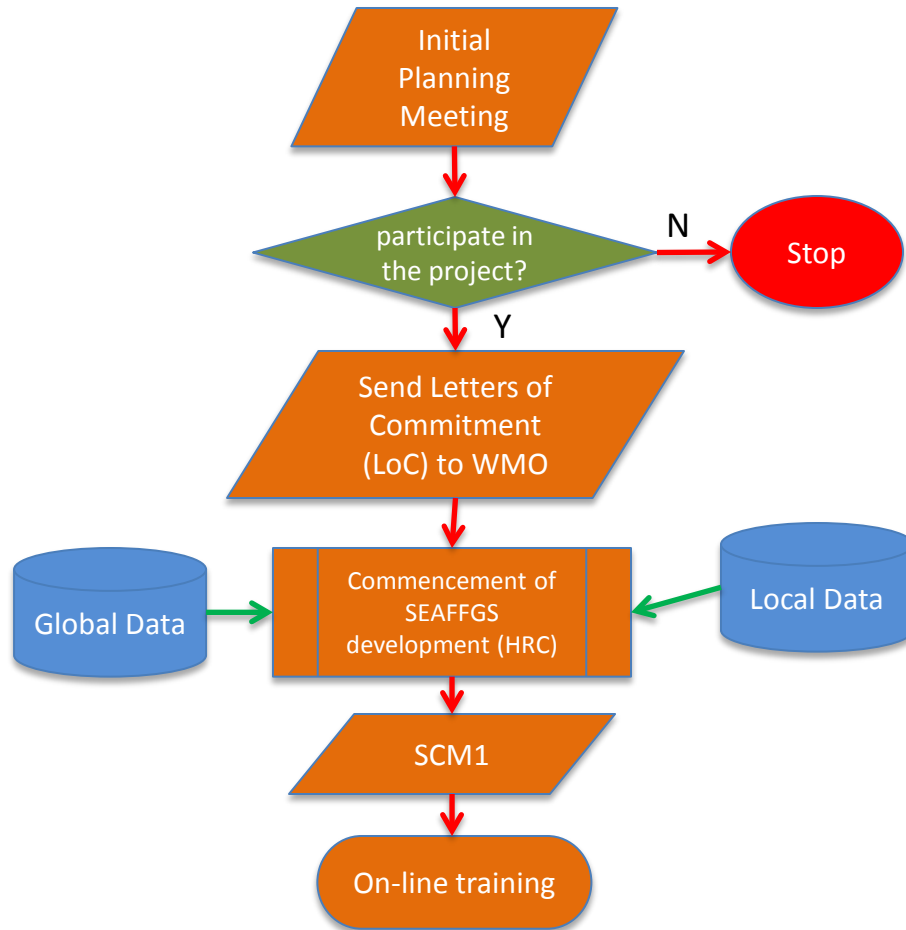 Initial
Planning
Meeting
participate in
the project?
N
Stop
Y
Send Letters of
Commitment
(LoC) to WMO
Global Data
Commencement of
SEAFFGS
development (HRC)
Local Data
SCM1
On-line training